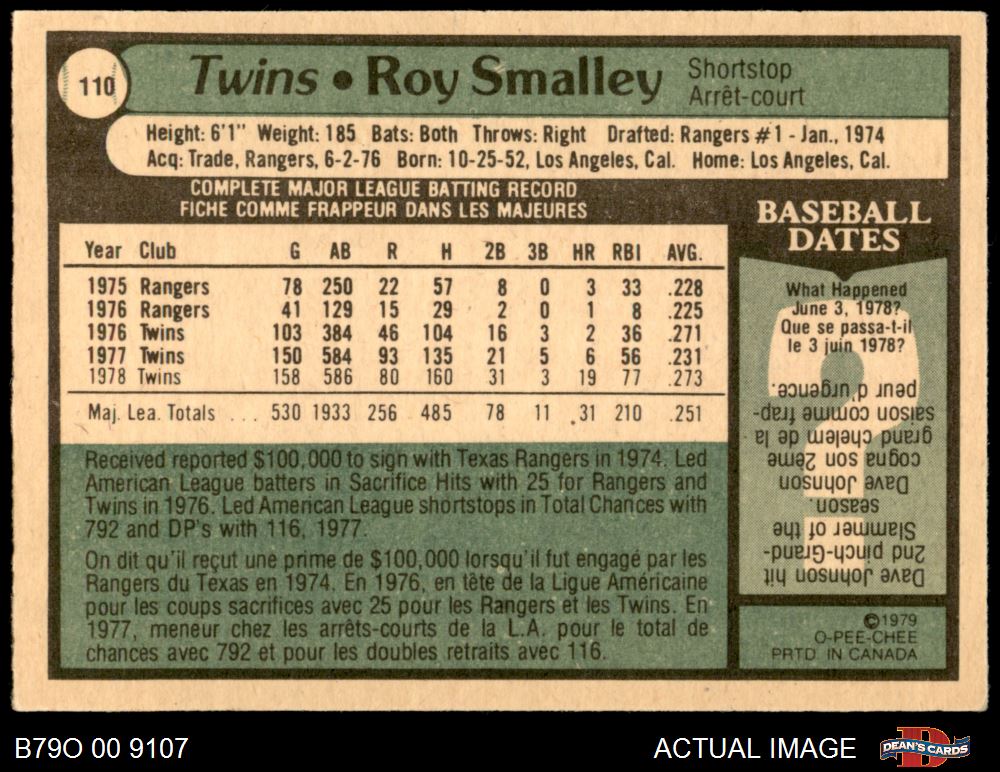 110
Twins • Roy Smalley
Shortstop
Arrêt-court
Height: 6'1" Weight: 185 Bats: Both Throws: Right Drafted: Rangers #1 - Jan., 1974
Acq: Trade, Rangers, 6-2-76 Born: 10-25-52, Los Angeles, Cal. Home: Los Angeles, Cal.
COMPLETE MAJOR LEAGUE BATTING RECORD
FICHE COMME FRAPPEUR DANS LES MAJEURES
Year Club G AB R H 2B 3B HR RBI AVG.
1975 Rangers 78 250 22 57 8 0 3 33 .228
1976 Rangers 41 129 15 29 2 0 1 8 .225
1976 Twins 103 384 46 104 16 3 2 36 .271
1977 Twins 150 584 93 135 21 5 6 56 .231
1978 Twins 158 586 80 160 31 3 19 77 .273
Maj. Lea. Totals ... 530 1933 256 485 78 11 31 210 .251
Received reported $100,000 to sign with Texas Rangers in 1974. Led
American League batters in Sacrifice Hits with 25 for Rangers and
Twins in 1976. Led American League shortstops in Total Chances with
792 and DP's with 116, 1977.
On dit qu'il reçut une prime de $100,000 lorsqu'il fut engagé par les
Rangers du Texas en 1974. En 1976, en tête de la Ligue Américaine
pour les coups sacrifices avec 25 pour les Rangers et les Twins. En
1977, meneur chez les arrêts-courts de la L.A. pour le total de
chances avec 792 et pour les doubles retraits avec 116.
BASEBALL
DATES
What Happened
June 3, 1978?
Que se passa-t-il
le 3 juin 1978?
Dave Johnson hit
2nd pinch-Grand-
Slammer of the
season.
Dave Johnson
cogna son 2ème
grand chelem de la
saison comme frap-
peur d'urgence.
©1979
O-PEE-CHEE
PRTD IN CANADA
B79O 00 9107
ACTUAL IMAGE
D
DEAN'S CARDS